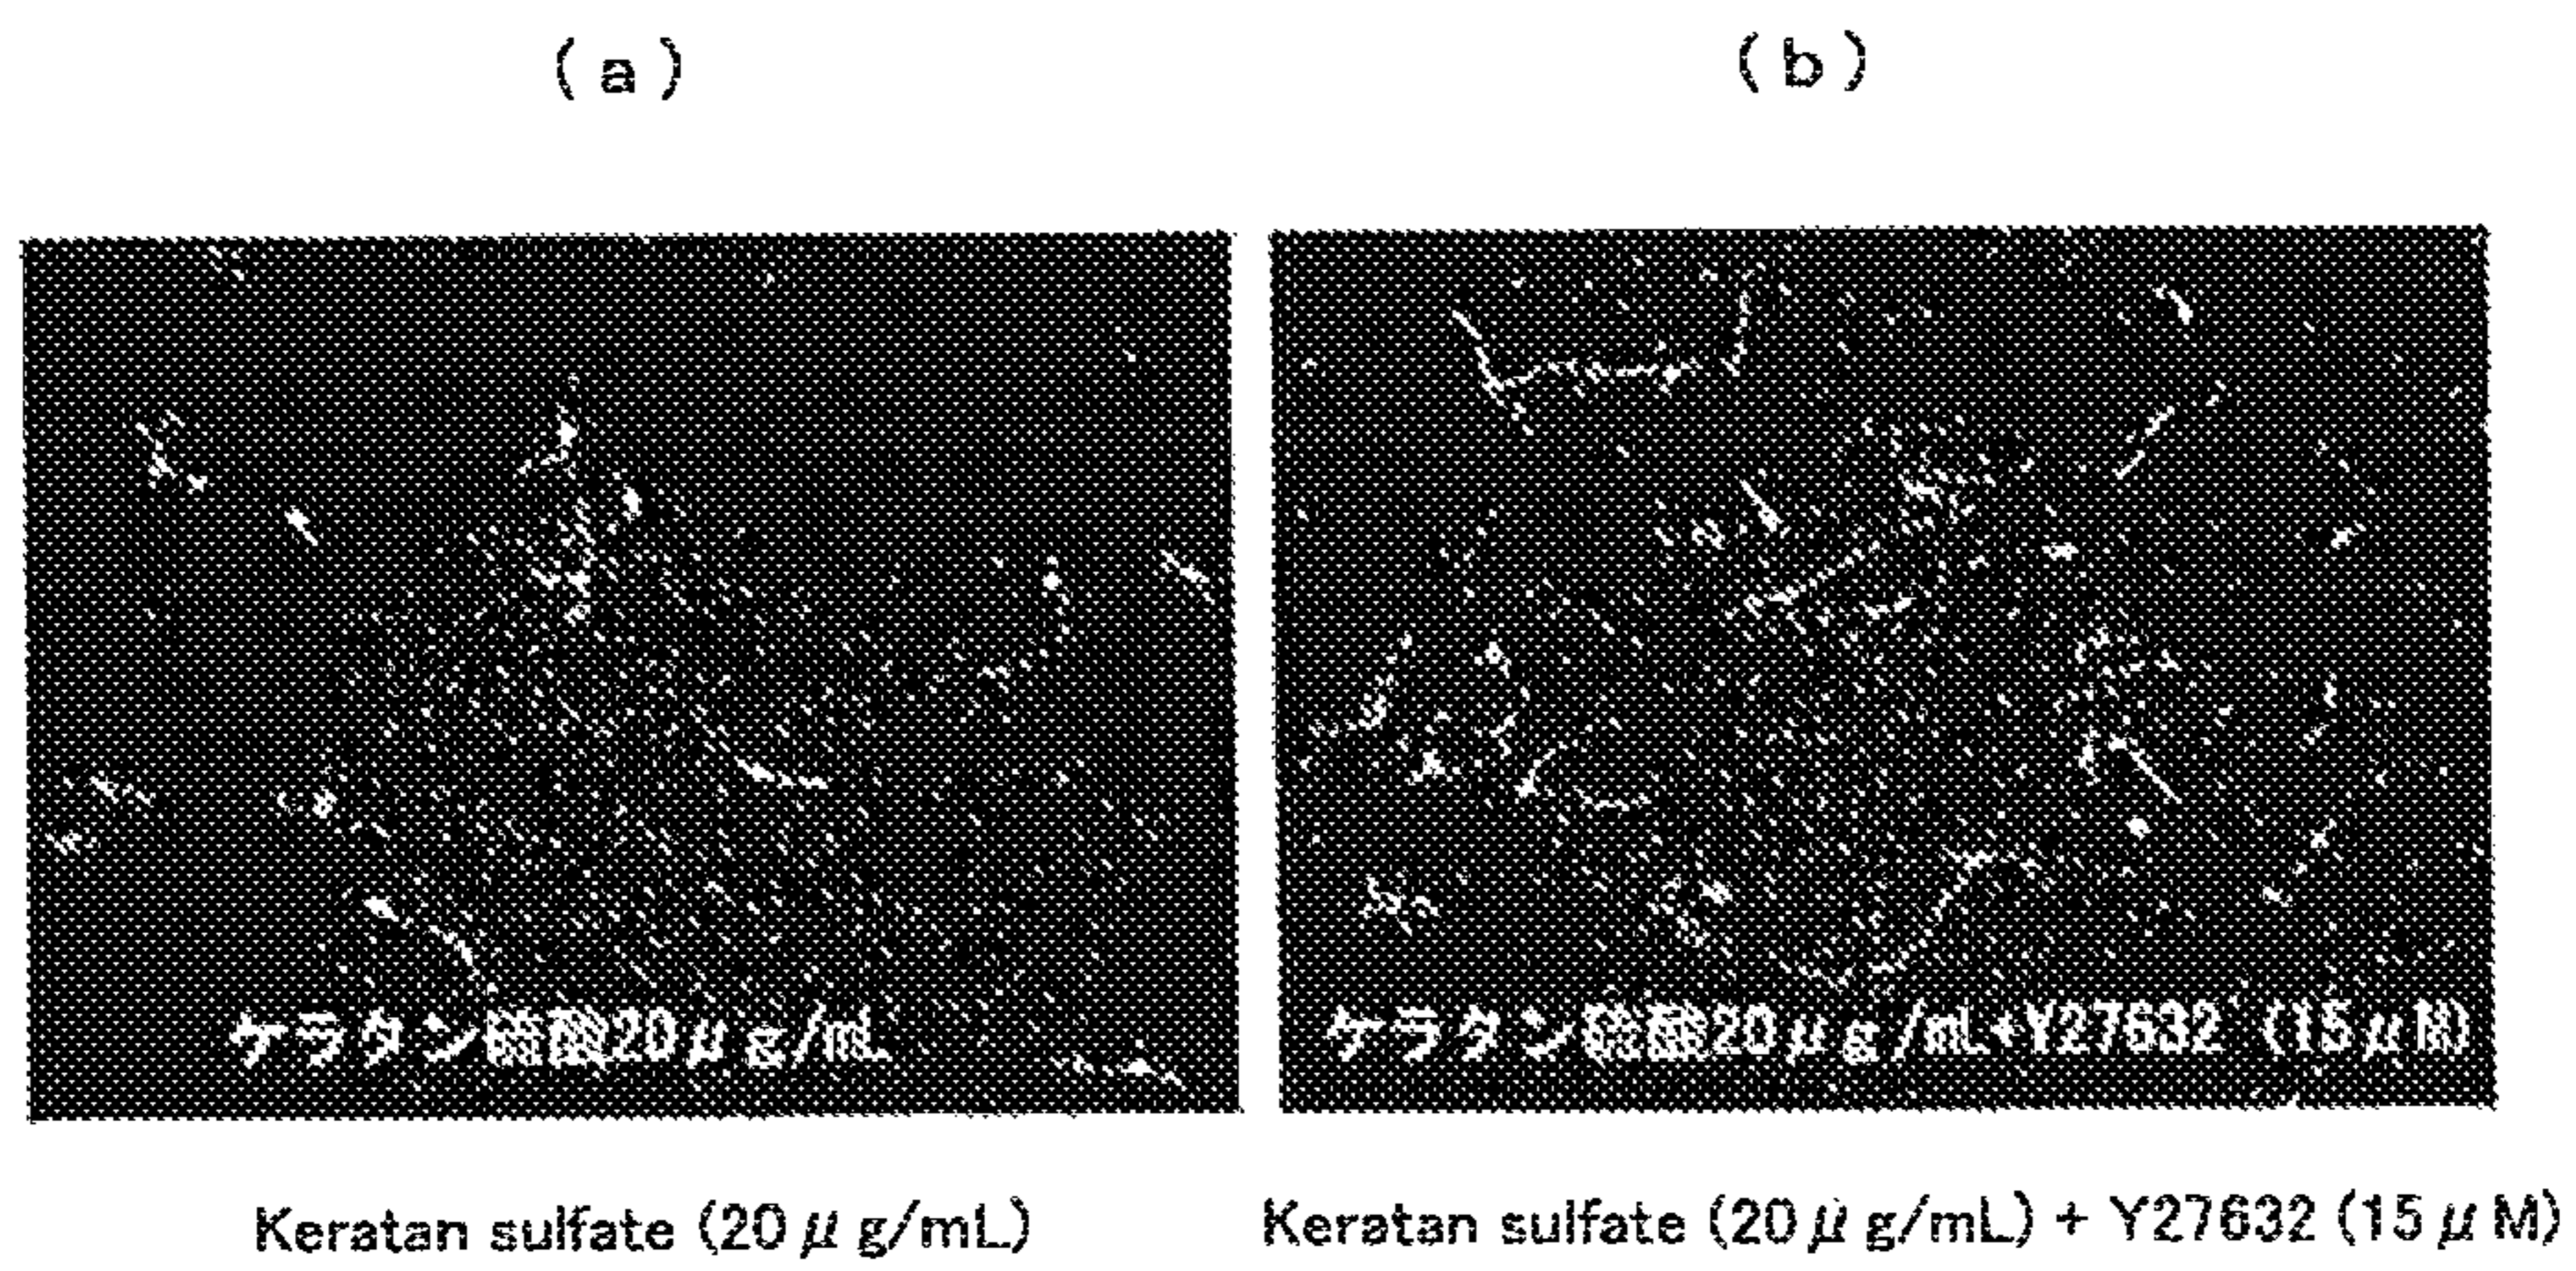 (a)
(b)
ケラタン硫酸20μg/mL
ケラタン硫酸20μg/mL+Y27632 (15μM)
Keratan sulfate (20μg/mL)
Keratan sulfate (20μg/mL) + Y27632 (15μM)